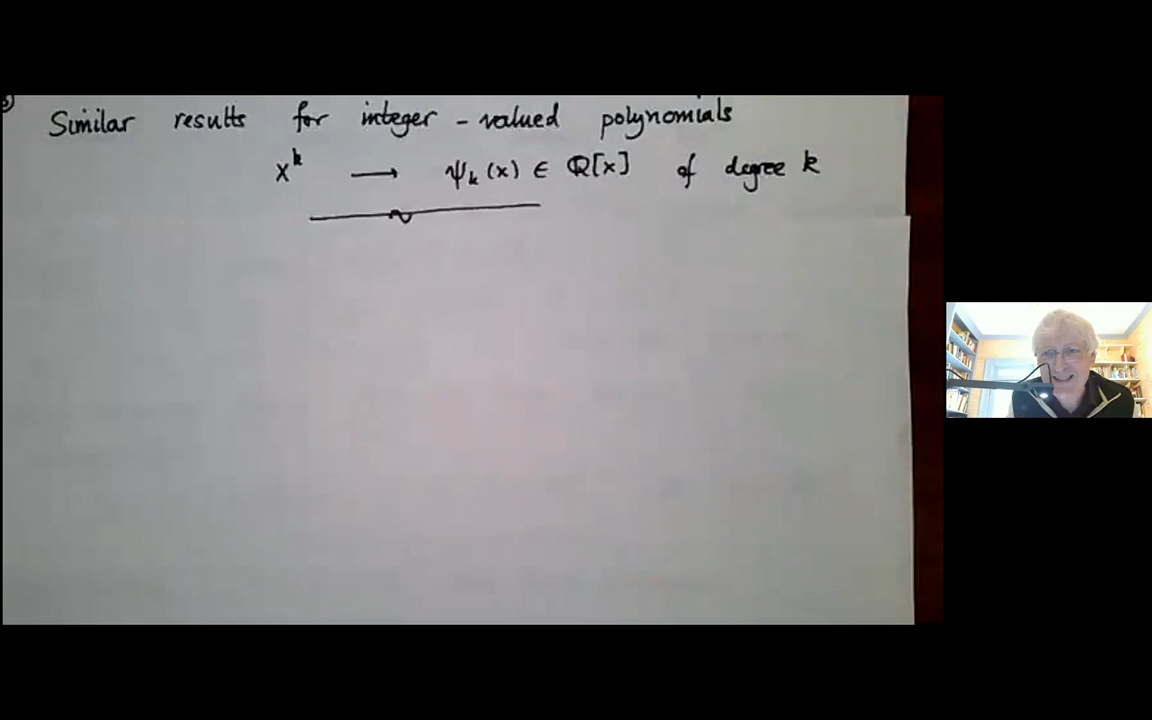 Similar results for integer-valued polynomials
x^k → ψ_k(x) ∈ ℚ[x] of degree k